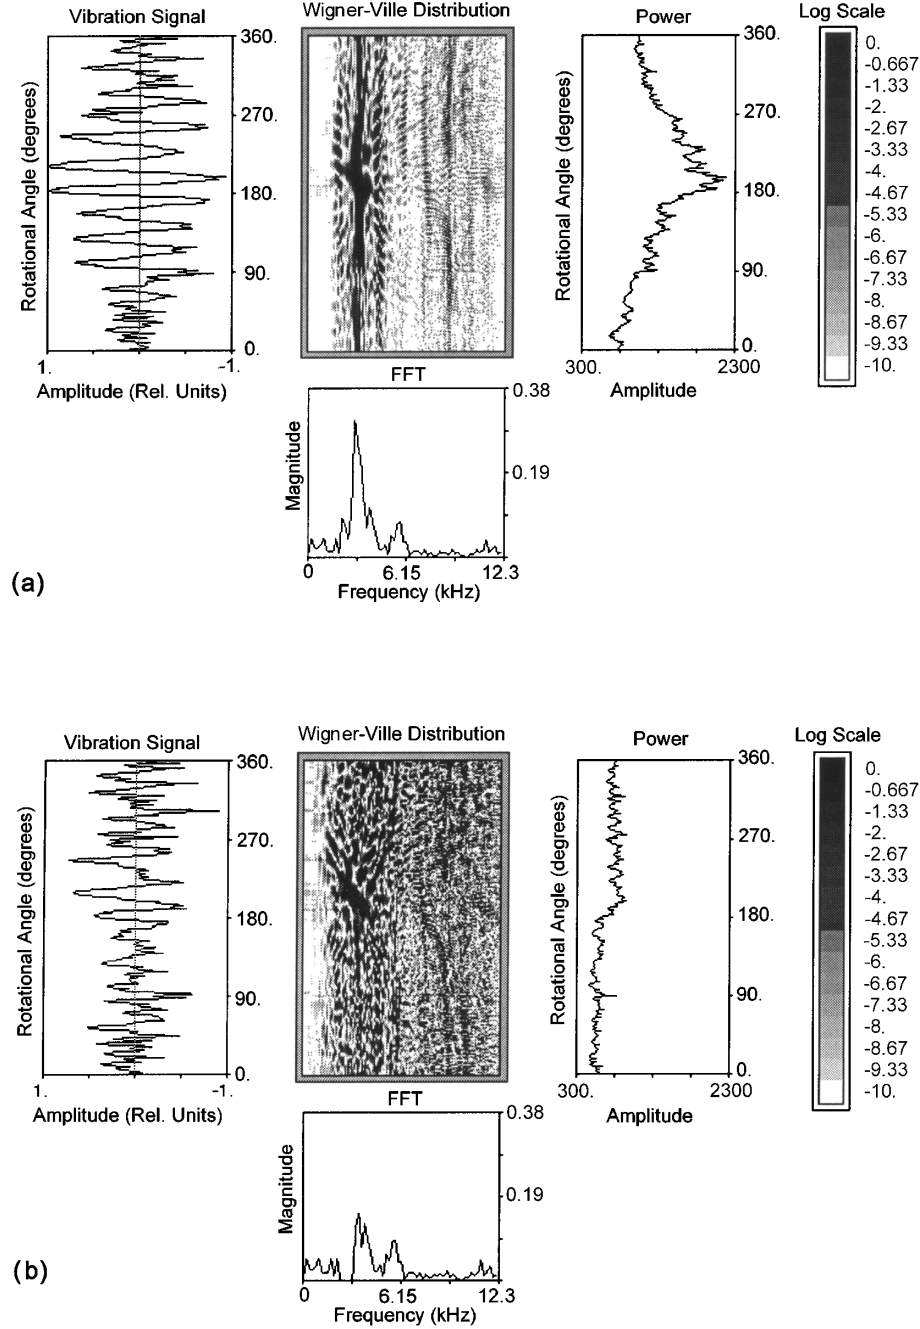 Vibration Signal
Wigner-Ville Distribution
Power
Log Scale
Rotational Angle (degrees)
360.
270.
180.
90.
0.
1.
-1.
Amplitude (Rel. Units)
Rotational Angle (degrees)
360.
270.
180.
90.
0.
300.
2300
Amplitude
0.
-0.667
-1.33
-2.
-2.67
-3.33
-4.
-4.67
-5.33
-6.
-6.67
-7.33
-8.
-8.67
-9.33
-10.
FFT
Magnitude
0.38
0.19
0
6.15
12.3
Frequency (kHz)
(a)
Vibration Signal
Wigner-Ville Distribution
Power
Log Scale
Rotational Angle (degrees)
360.
270.
180.
90.
0.
1.
-1.
Amplitude (Rel. Units)
Rotational Angle (degrees)
360.
270.
180.
90.
0.
300.
2300
Amplitude
0.
-0.667
-1.33
-2.
-2.67
-3.33
-4.
-4.67
-5.33
-6.
-6.67
-7.33
-8.
-8.67
-9.33
-10.
FFT
Magnitude
0.38
0.19
0
6.15
12.3
Frequency (kHz)
(b)